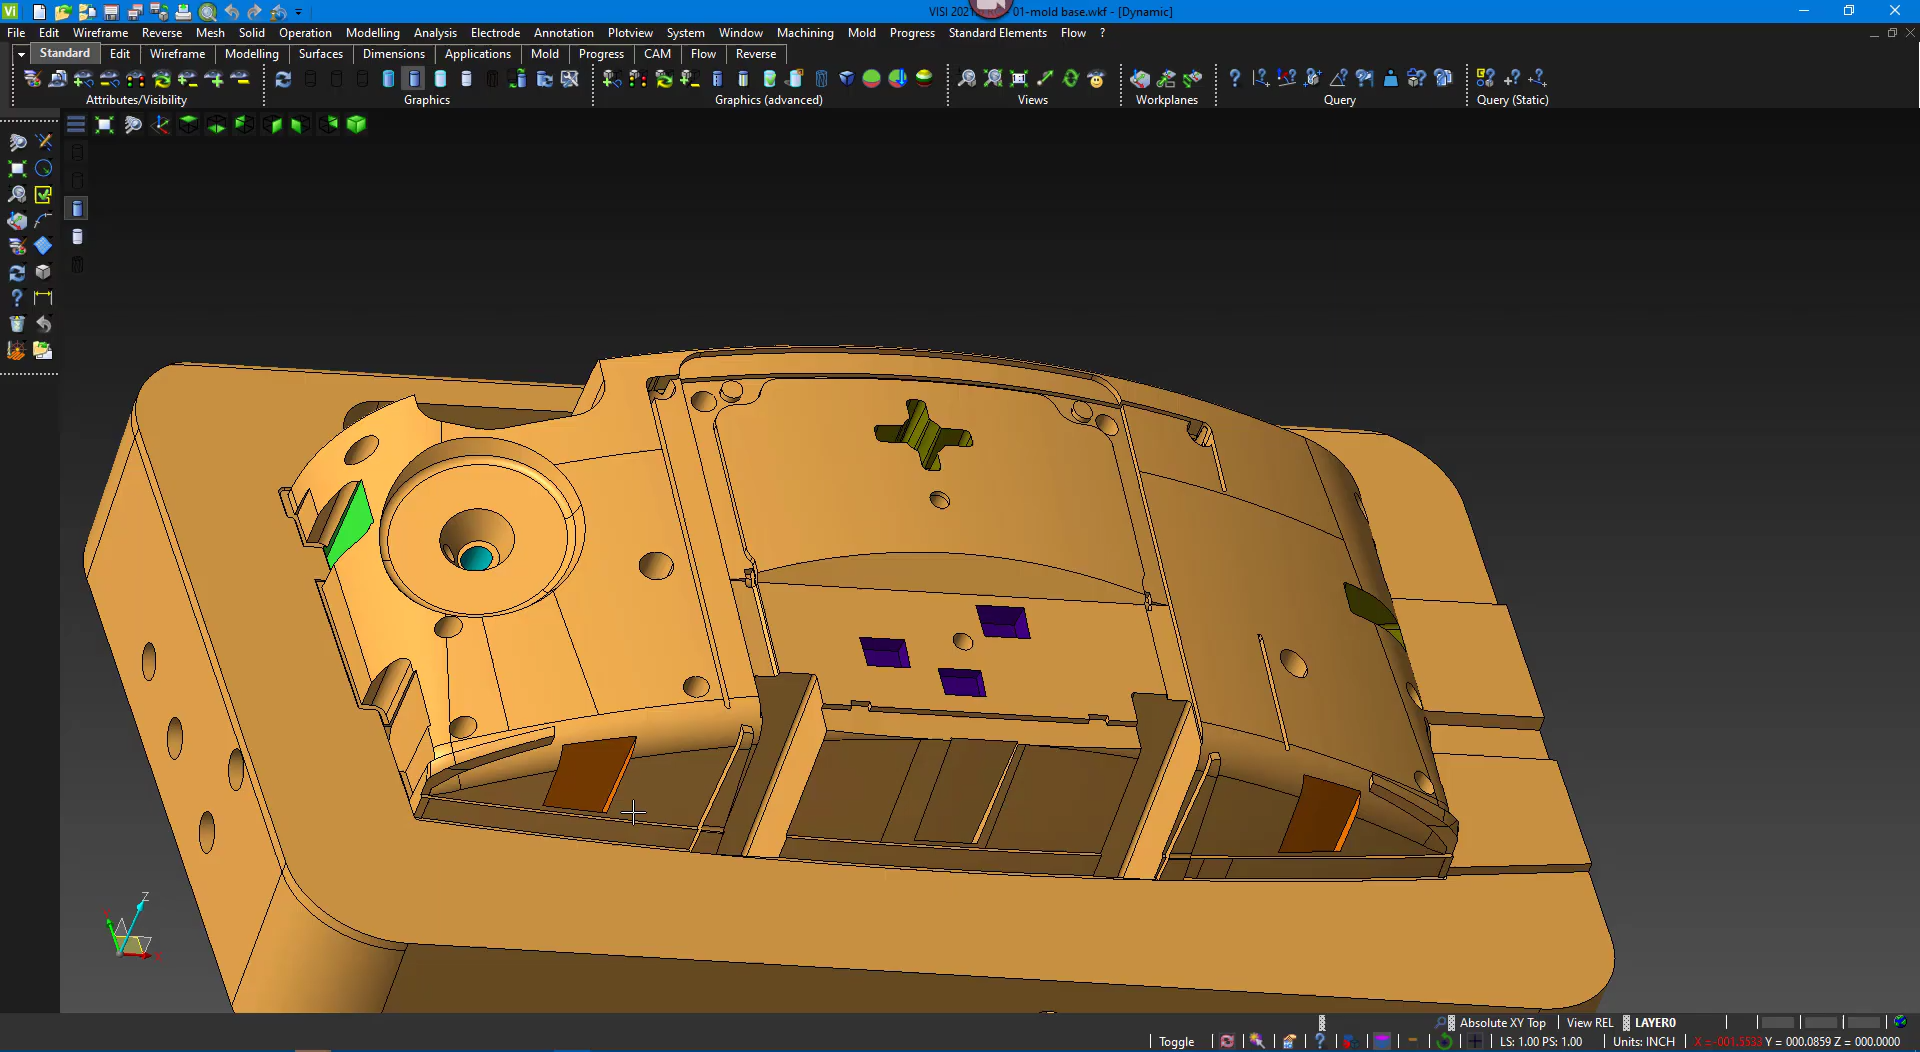 Vi VISI 2021 01-mold base.wkf - [Dynamic]
File Edit Wireframe Reverse Mesh Solid Operation Modelling Analysis Electrode Annotation Plotview System Window Machining Mold Progress Standard Elements Flow ?
Standard Edit Wireframe Modelling Surfaces Dimensions Applications Mold Progress CAM Flow Reverse
Attributes/Visibility Graphics Graphics (advanced) Views Workplanes Query Query (Static)
Z
Absolute XY Top View REL LAYER0
Toggle LS: 1.00 PS: 1.00 Units: INCH X =-001.5533 Y = 000.0859 Z = 000.0000